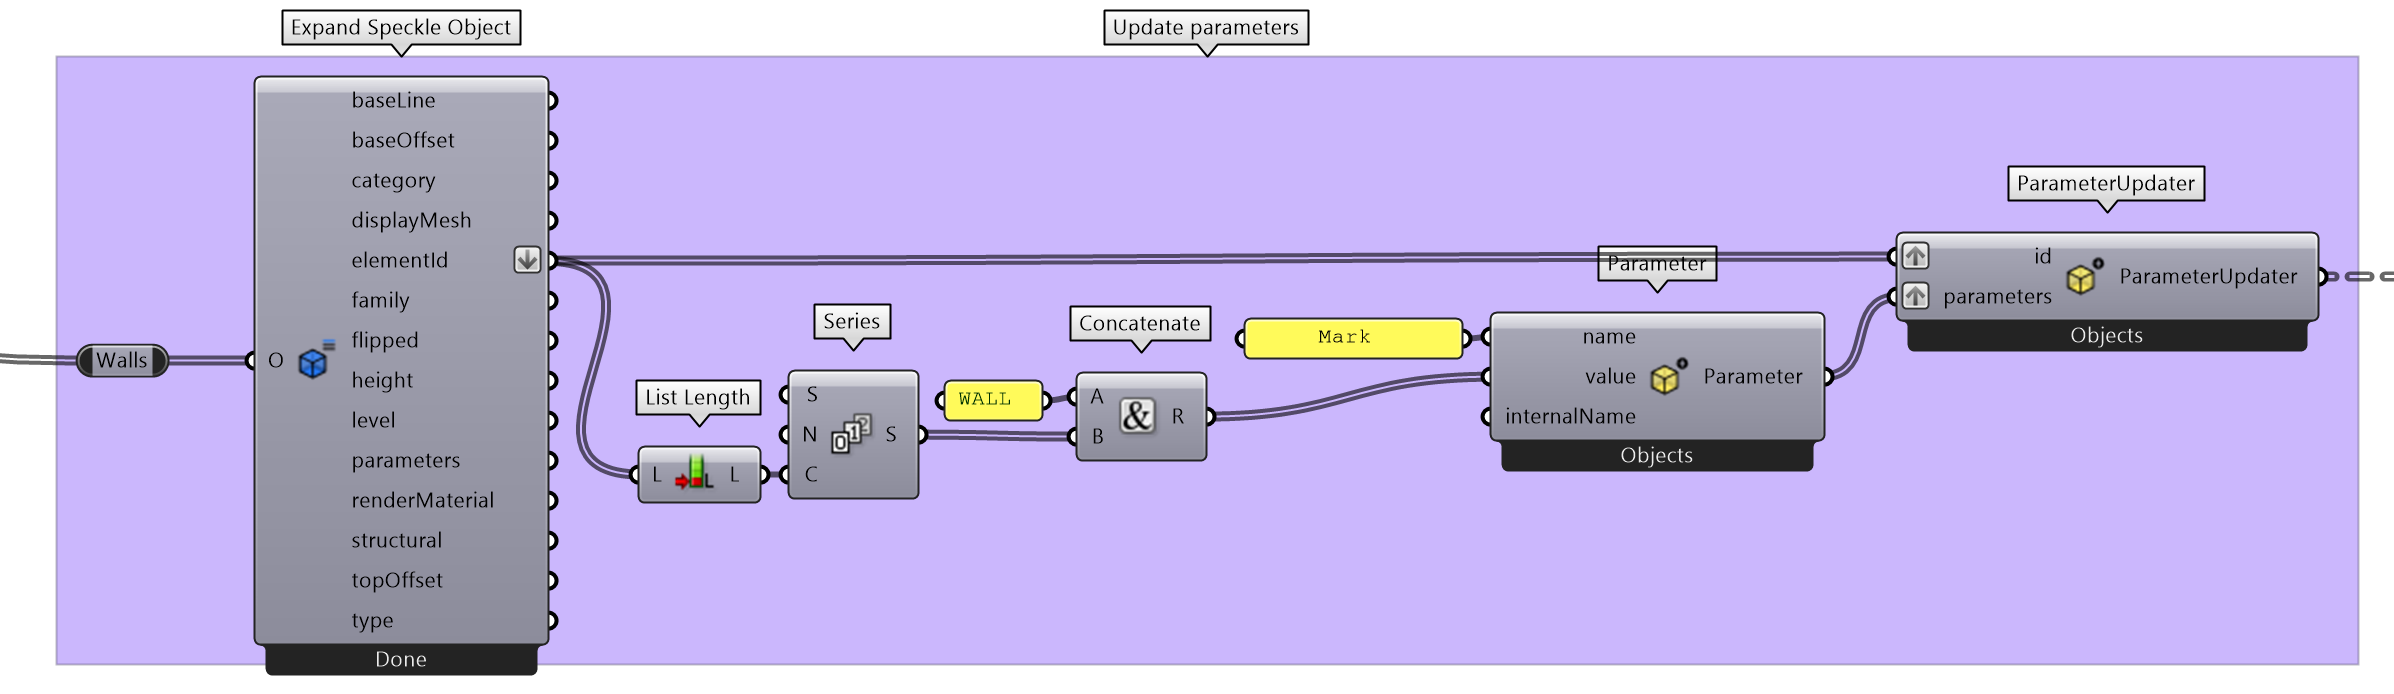 Expand Speckle Object
Update parameters
baseLine
baseOffset
category
displayMesh
elementId
family
flipped
O
height
level
parameters
renderMaterial
structural
topOffset
type
Done
Walls
List Length
L L
Series
S
N S
C
WALL
Concatenate
A
B
R
Mark
Parameter
name
value Parameter
internalName
Objects
ParameterUpdater
id
parameters
ParameterUpdater
Objects